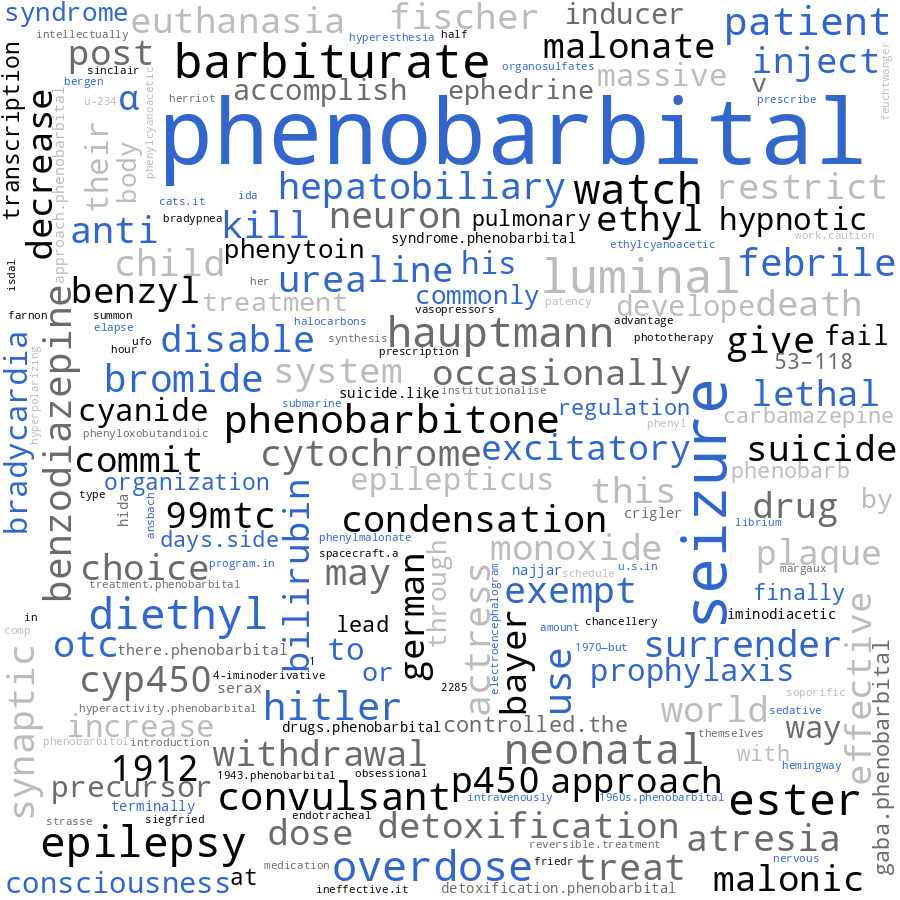 syndrome
euthanasia
fischer
inducer
patient
intellectually
hyperesthesia
half
post
barbiturate
malonate
inject
sinclair
organosulfates
massive
bergen
accomplish
ephedrine
v
u-234
α
herriot
prescribe
feuchtwanger
transcription
decrease
approach.phenobarbital
their
body
phenylcyanoacetic
phenobarbital
hepatobiliary
watch
restrict
cats.it
ida
anti
bradypnea
kill
neuron
pulmonary
ethyl
hypnotic
phenytoin
syndrome.phenobarbital
ethylcyanoacetic
work.caution
child
her
urea
line
his
luminal
febrile
isdal
benzyl
treatment
commonly
patency
develope
death
farnon
summon
elapse
halocarbons
vasopressors
hauptmann
advantage
ufo
hour
disable
synthesis
prescription
phototherapy
give
fail
53–118
bradycardia
hyperpolarizing
benzodiazepine
bromide
system
occasionally
lethal
suicide.like
institutionalise
cyanide
submarine
phenobarbitone
regulation
carbamazepine
phenyloxobutandioic
phenyl
commit
cytochrome
excitatory
seizure
suicide
organization
epilepticus
this
phenobarb
type
hida
ansbach
99mtc
bilirubin
condensation
crigler
drug
by
days.side
phenylmalonate
librium
spacecraft.a
monoxide
plaque
choice
program.in
may
german
through
actress
electroencephalogram
najjar
schedule
u.s.in
margaux
treatment.phenobarbital
exempt
finally
in
diethyl
lead
bayer
iminodiacetic
comp
otc
there.phenobarbital
to
amount
chancellery
1970—but
surrender
effective
gaba.phenobarbital
synaptic
cyp450
1
4-iminoderivative
serax
or
2285
use
prophylaxis
soporific
hyperactivity.phenobarbital
hitler
world
sedative
increase
drugs.phenobarbital
controlled.the
themselves
way
phenobarbitol
introduction
withdrawal
neonatal
with
hemingway
1912
1943.phenobarbital
obsessional
p450
approach
precursor
convulsant
intravenously
1960s.phenobarbital
ester
terminally
strasse
siegfried
endotracheal
epilepsy
dose
detoxification
atresia
reversible.treatment
consciousness
at
medication
overdose
friedr
treat
nervous
ineffective.it
detoxification.phenobarbital
malonic